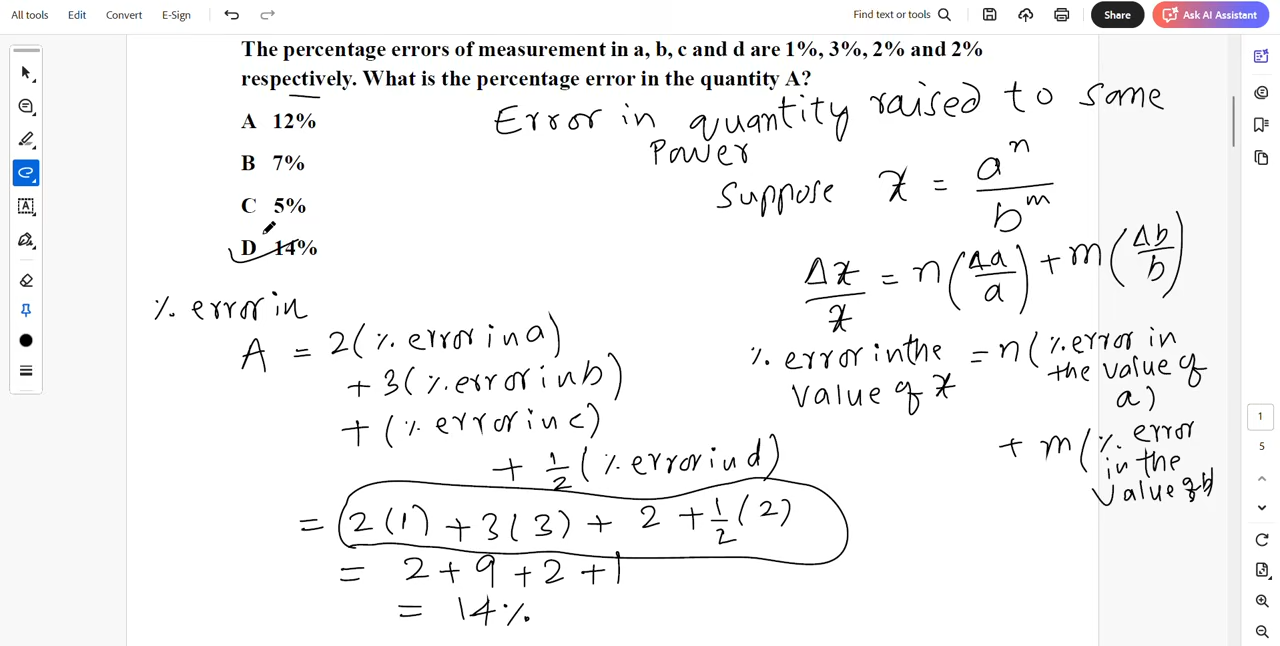 All tools Edit Convert E-Sign Find text or tools Share Ask AI Assistant
The percentage errors of measurement in a, b, c and d are 1%, 3%, 2% and 2%
respectively. What is the percentage error in the quantity A?
A 12%
B 7%
C 5%
D 14%
Error in quantity raised to some
Power
Suppose x = a^n / b^m
Δx/x = n(Δa/a) + m(Δb/b)
% error in the value of x = n(% error in the value of a)
+ m(% error in the value of b
% error in
A = 2(% error in a)
+ 3(% error in b)
+ (% error in c)
+ 1/2(% error in d)
= 2(1) + 3(3) + 2 + 1/2(2)
= 2+9+2+1
= 14%
1
5